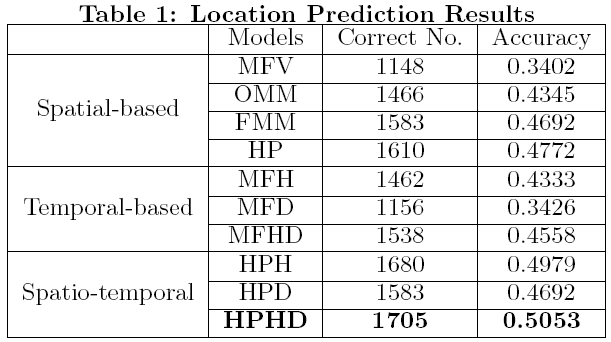 Table 1: Location Prediction Results
Models Correct No. Accuracy
Spatial-based
MFV 1148 0.3402
OMM 1466 0.4345
FMM 1583 0.4692
HP 1610 0.4772
Temporal-based
MFH 1462 0.4333
MFD 1156 0.3426
MFHD 1538 0.4558
Spatio-temporal
HPH 1680 0.4979
HPD 1583 0.4692
HPHD 1705 0.5053